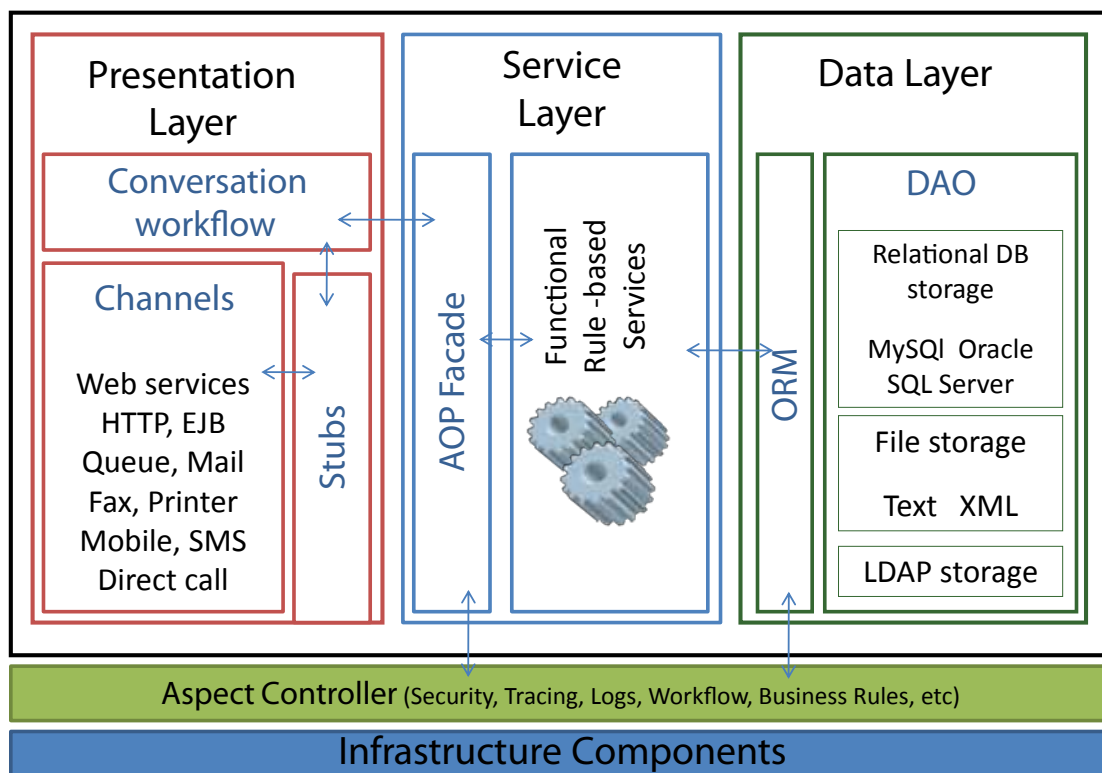 Presentation
Layer
Conversation
workflow
Channels
Web services
HTTP, EJB
Queue, Mail
Fax, Printer
Mobile, SMS
Direct call
Stubs
Service
Layer
AOP Facade
Functional
Rule -based
Services
Data Layer
ORM
DAO
Relational DB
storage
MySQl Oracle
SQL Server
File storage
Text XML
LDAP storage
Aspect Controller (Security, Tracing, Logs, Workflow, Business Rules, etc)
Infrastructure Components